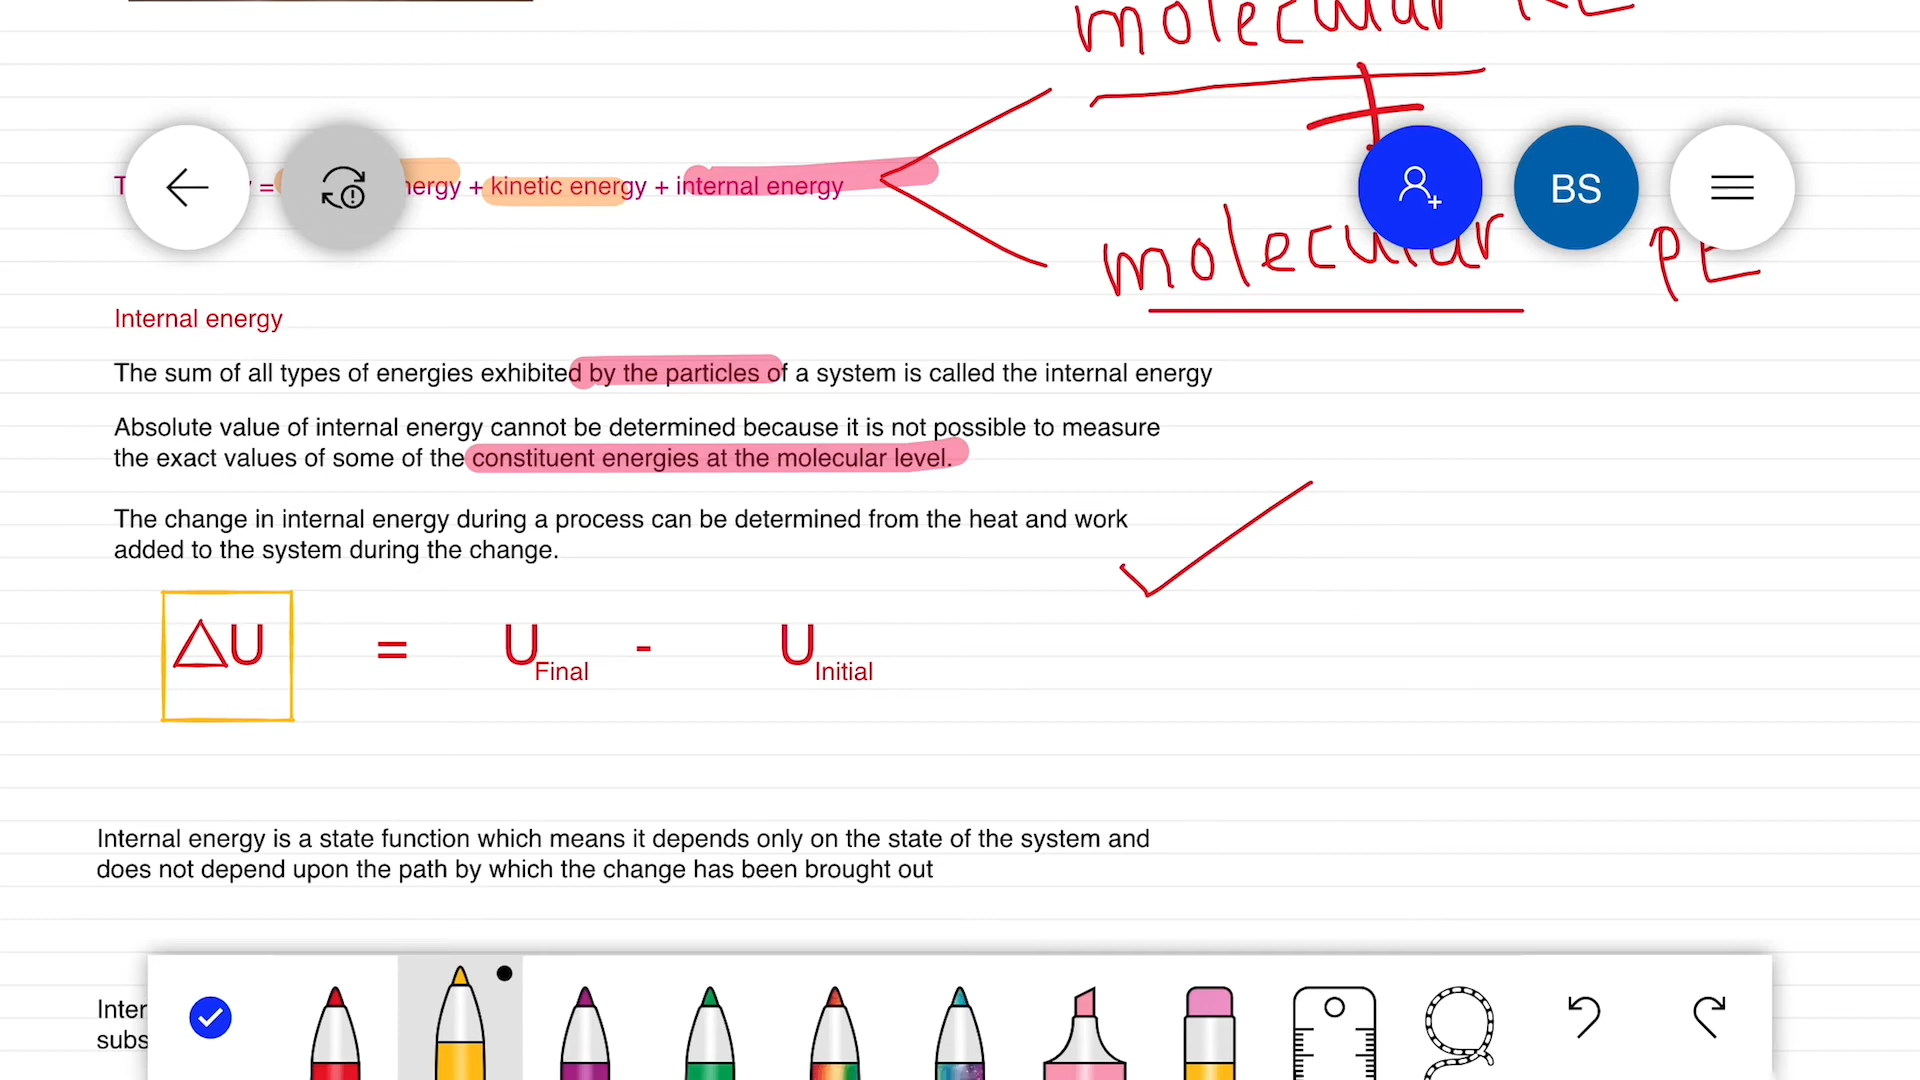 molecular KE
+
= nergy + kinetic energy + internal energy
BS
molecular PE
Internal energy
The sum of all types of energies exhibited by the particles of a system is called the internal energy
Absolute value of internal energy cannot be determined because it is not possible to measure
the exact values of some of the constituent energies at the molecular level.
The change in internal energy during a process can be determined from the heat and work
added to the system during the change.
△U = U Final - U Initial
Internal energy is a state function which means it depends only on the state of the system and
does not depend upon the path by which the change has been brought out
Inter
subs